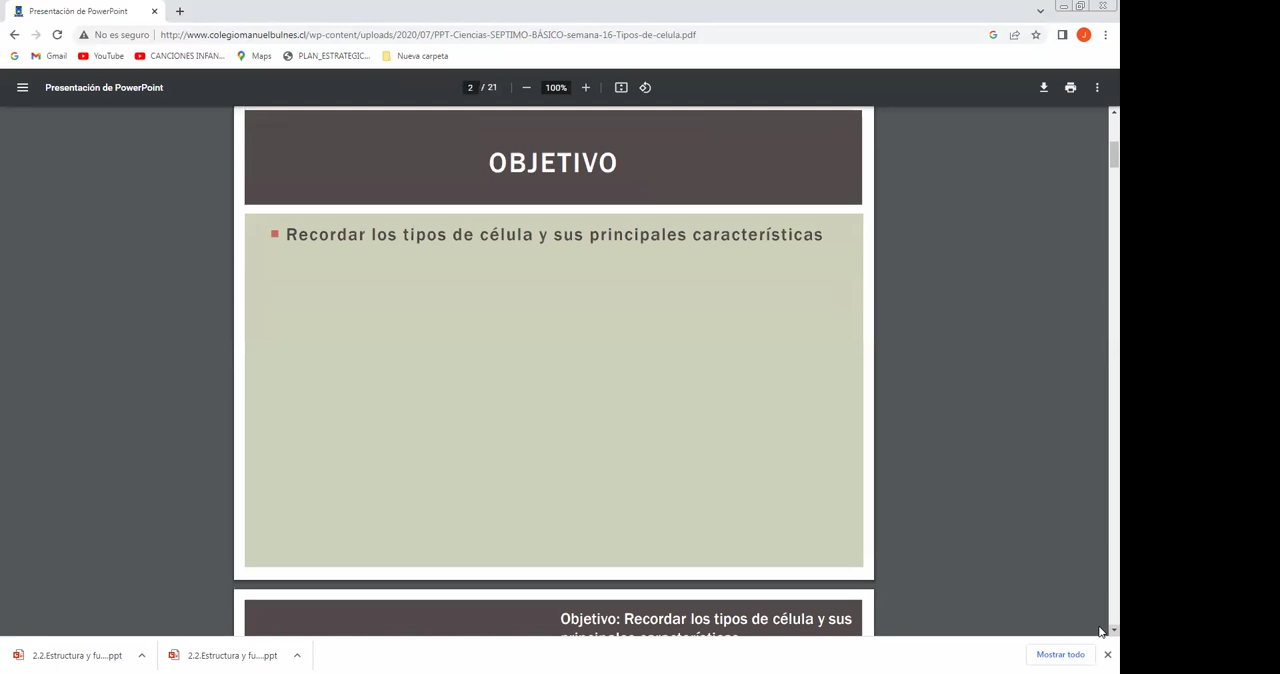 Presentación de PowerPoint
No es seguro | http://www.colegiomanuelbulnes.cl/wp-content/uploads/2020/07/PPT-Ciencias-SEPTIMO-BÁSICO-semana-16-Tipos-de-celula.pdf
Gmail YouTube CANCIONES INFAN... Maps PLAN_ESTRATEGIC... Nueva carpeta
Presentación de PowerPoint 2 / 21 100%
OBJETIVO
Recordar los tipos de célula y sus principales características
Objetivo: Recordar los tipos de célula y sus
principales características
2.2.Estructura y fu....ppt 2.2.Estructura y fu....ppt Mostrar todo